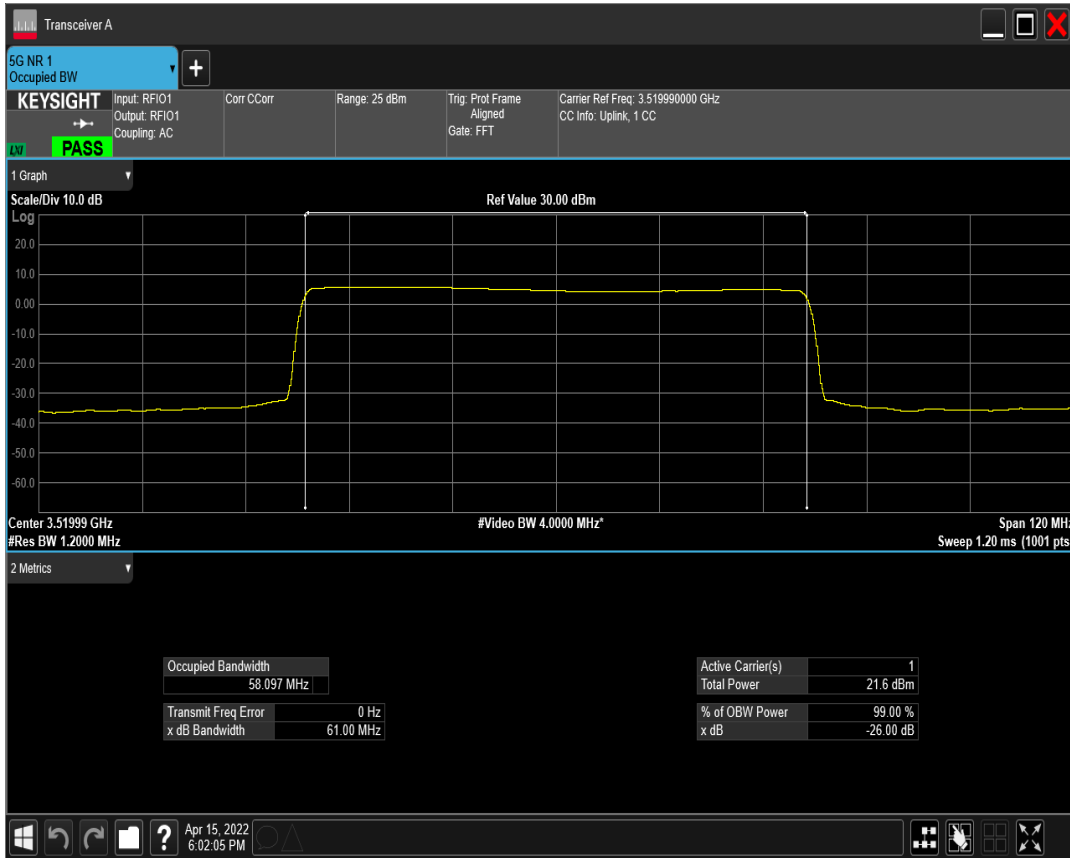 Transceiver A
5G NR 1
Occupied BW
KEYSIGHT
LXI
PASS
Input: RFIO1
Output: RFIO1
Coupling: AC
Corr CCorr
Range: 25 dBm
Trig: Prot Frame
Aligned
Gate: FFT
Carrier Ref Freq: 3.519990000 GHz
CC Info: Uplink, 1 CC
1 Graph
Scale/Div 10.0 dB
Ref Value 30.00 dBm
Log
20.0
10.0
0.00
-10.0
-20.0
-30.0
-40.0
-50.0
-60.0
Center 3.51999 GHz
#Video BW 4.0000 MHz*
Span 120 MHz
#Res BW 1.2000 MHz
Sweep 1.20 ms (1001 pts
2 Metrics
Occupied Bandwidth
58.097 MHz
Transmit Freq Error 0 Hz
x dB Bandwidth 61.00 MHz
Active Carrier(s) 1
Total Power 21.6 dBm
% of OBW Power 99.00 %
x dB -26.00 dB
?
Apr 15, 2022
6:02:05 PM